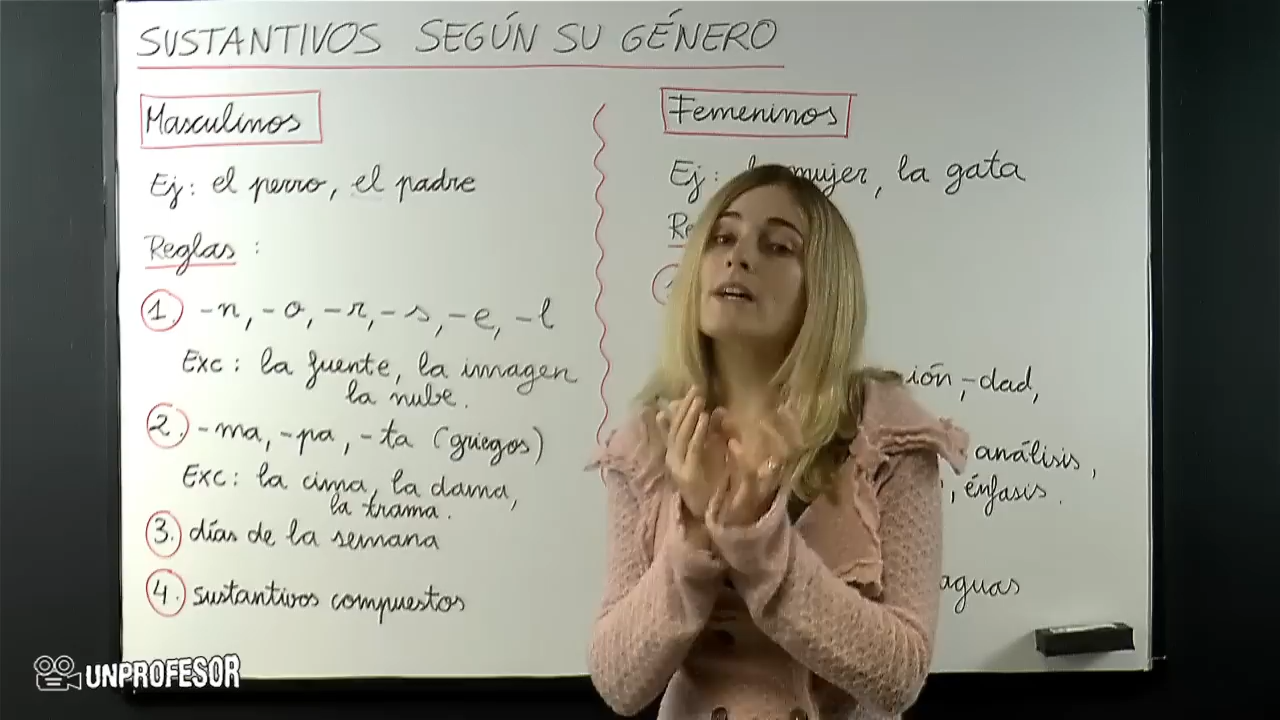 SUSTANTIVOS SEGÚN SU GÉNERO
Masculinos
Ej: el perro, el padre
Reglas:
1. -n, -o, -r, -s, -e, -l
Exc: la fuente, la imagen
la nube.
2. -ma, -pa, -ta (griegos)
Exc: la cima, la dama,
la trama.
3. días de la semana
4. sustantivos compuestos
Femeninos
Ej: mujer, la gata
-dad,
análisis,
énfasis.
UNPROFESOR